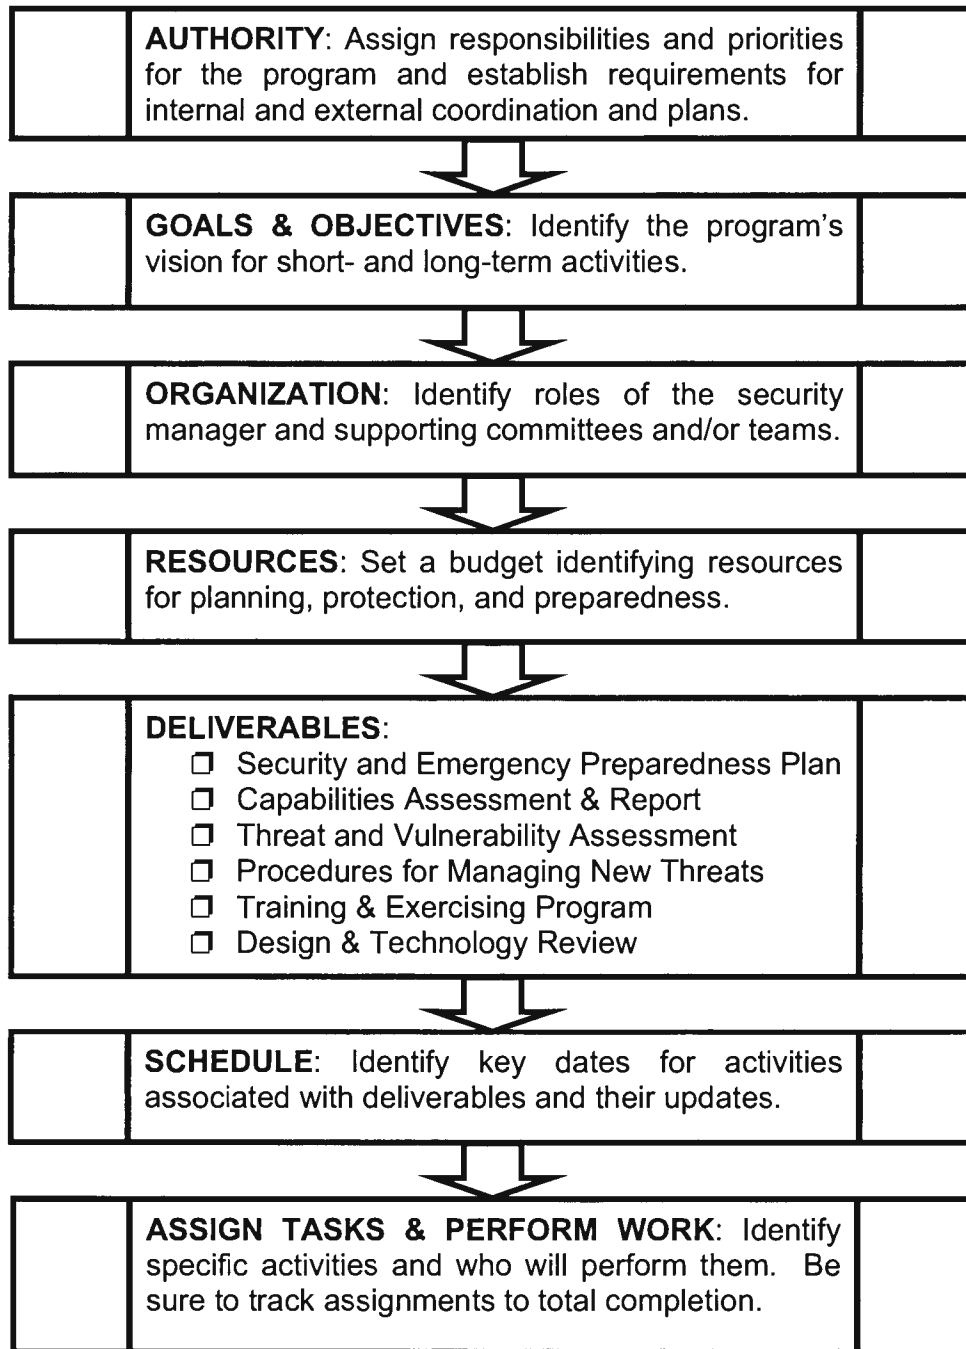 AUTHORITY: Assign responsibilities and priorities
for the program and establish requirements for
internal and external coordination and plans.
GOALS & OBJECTIVES: Identify the program's
vision for short- and long-term activities.
ORGANIZATION: Identify roles of the security
manager and supporting committees and/or teams.
RESOURCES: Set a budget identifying resources
for planning, protection, and preparedness.
DELIVERABLES:
❒ Security and Emergency Preparedness Plan
❒ Capabilities Assessment & Report
❒ Threat and Vulnerability Assessment
❒ Procedures for Managing New Threats
❒ Training & Exercising Program
❒ Design & Technology Review
SCHEDULE: Identify key dates for activities
associated with deliverables and their updates.
ASSIGN TASKS & PERFORM WORK: Identify
specific activities and who will perform them. Be
sure to track assignments to total completion.